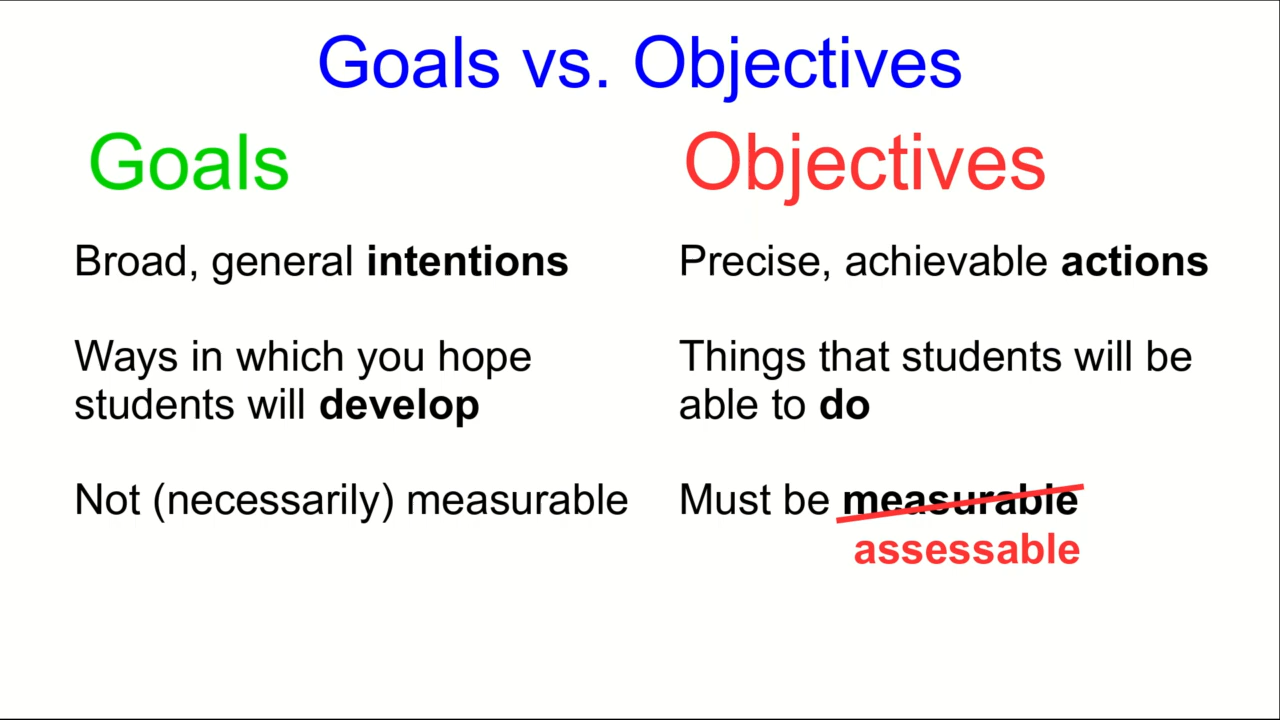 Goals vs. Objectives
Goals
Broad, general intentions
Ways in which you hope
students will develop
Not (necessarily) measurable
Objectives
Precise, achievable actions
Things that students will be
able to do
Must be measurable
assessable